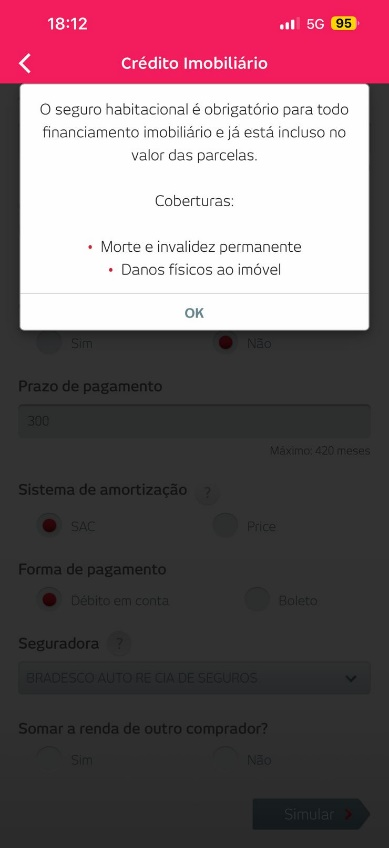 18:12
5G
95
Crédito Imobiliário
O seguro habitacional é obrigatório para todo
financiamento imobiliário e já está incluso no
valor das parcelas.
Coberturas:
• Morte e invalidez permanente
• Danos físicos ao imóvel
OK
Sim
Não
Prazo de pagamento
300
Máximo: 420 meses
Sistema de amortização ?
SAC
Price
Forma de pagamento
Débito em conta
Boleto
Seguradora ?
BRADESCO AUTO RE CIA DE SEGUROS
Somar a renda de outro comprador?
Sim
Não
Simular